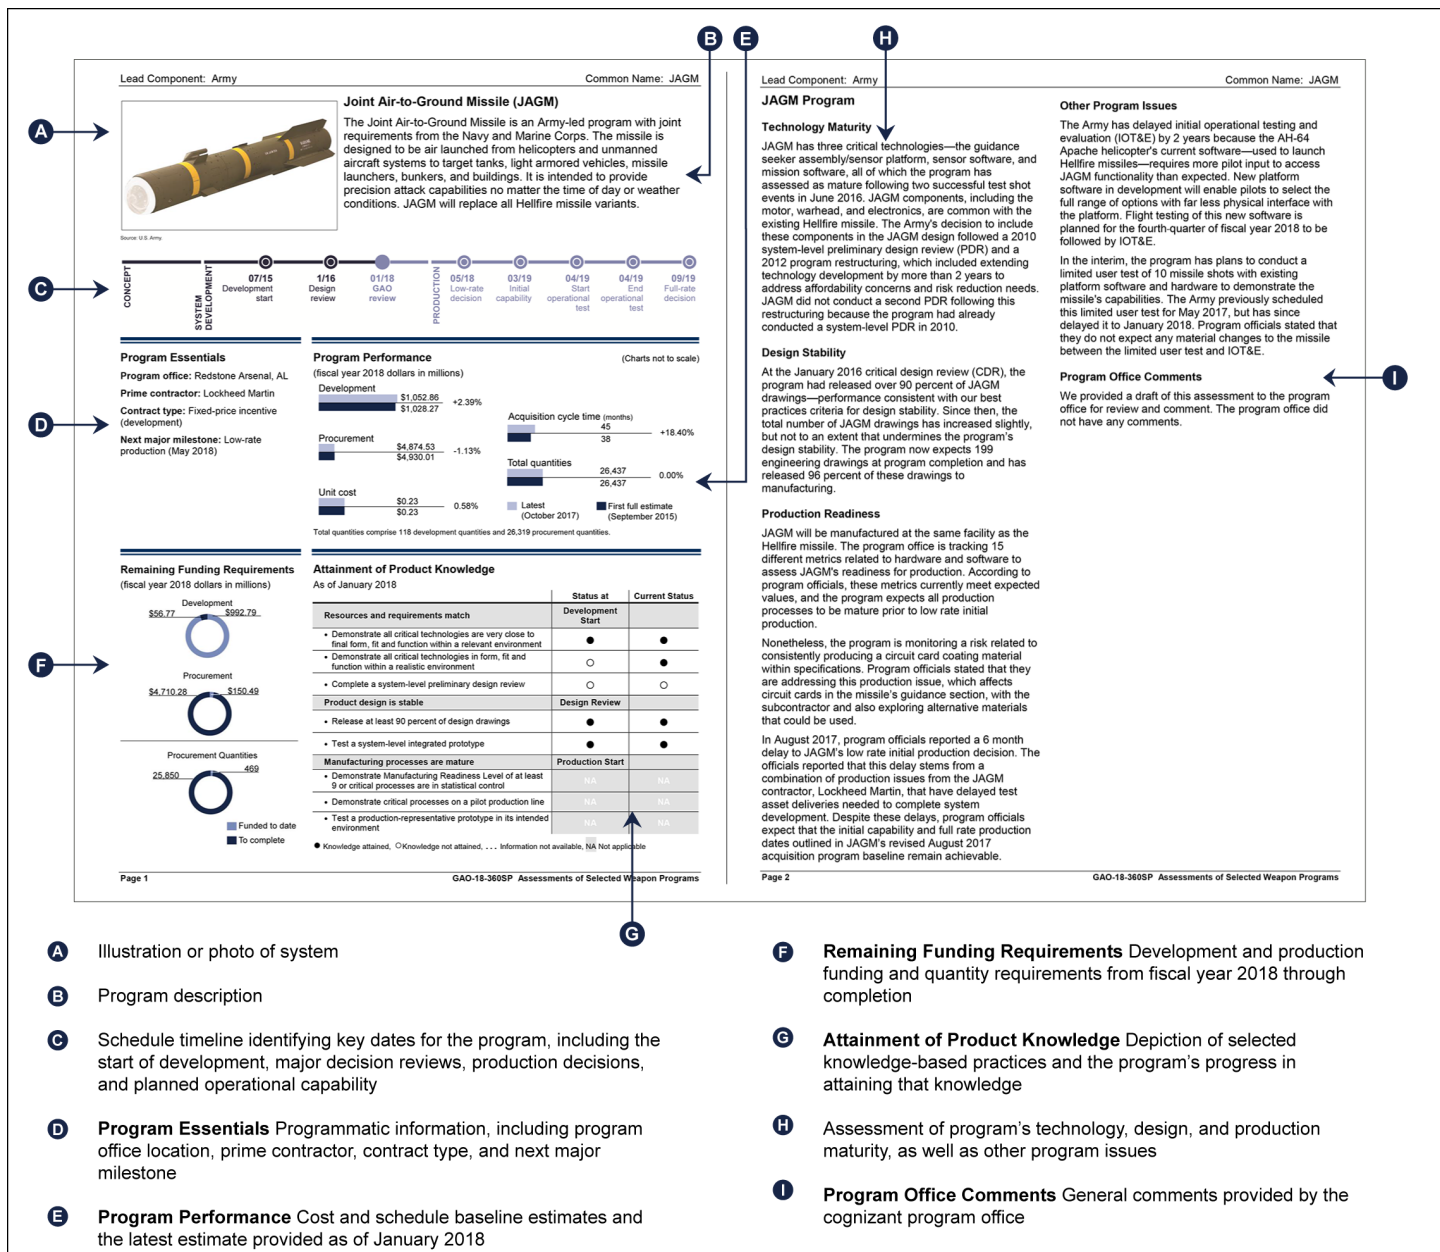 B
E
H
Lead Component: Army
Common Name: JAGM
A
Joint Air-to-Ground Missile (JAGM)
The Joint Air-to-Ground Missile is an Army-led program with joint
requirements from the Navy and Marine Corps. The missile is
designed to be air launched from helicopters and unmanned
aircraft systems to target tanks, light armored vehicles, missile
launchers, bunkers, and buildings. It is intended to provide
precision attack capabilities no matter the time of day or weather
conditions. JAGM will replace all Hellfire missile variants.
Source: U.S. Army.
C
CONCEPT
SYSTEM
DEVELOPMENT
07/15
Development
start
1/16
Design
review
01/18
GAO
review
PRODUCTION
05/18
Low-rate
decision
03/19
Initial
capability
04/19
Start
operational
test
04/19
End
operational
test
09/19
Full-rate
decision
D
Program Essentials
Program office: Redstone Arsenal, AL
Prime contractor: Lockheed Martin
Contract type: Fixed-price incentive
(development)
Next major milestone: Low-rate
production (May 2018)
Program Performance
(Charts not to scale)
(fiscal year 2018 dollars in millions)
Development
$1,052.86
$1,028.27
+2.39%
Procurement
$4,874.53
$4,930.01
-1.13%
Unit cost
$0.23
$0.23
0.58%
Acquisition cycle time (months)
45
38
+18.40%
Total quantities
26,437
26,437
0.00%
Latest
(October 2017)
First full estimate
(September 2015)
Total quantities comprise 118 development quantities and 26,319 procurement quantities.
F
Remaining Funding Requirements
(fiscal year 2018 dollars in millions)
Development
$56.77
$992.79
Procurement
$4,710.28
$150.49
Procurement Quantities
25,850
469
Funded to date
To complete
Attainment of Product Knowledge
As of January 2018
Status at
Current Status
Resources and requirements match
Development
Start
• Demonstrate all critical technologies are very close to
final form, fit and function within a relevant environment
• Demonstrate all critical technologies in form, fit and
function within a realistic environment
• Complete a system-level preliminary design review
Product design is stable
Design Review
• Release at least 90 percent of design drawings
• Test a system-level integrated prototype
Manufacturing processes are mature
Production Start
• Demonstrate Manufacturing Readiness Level of at least
9 or critical processes are in statistical control
NA
NA
• Demonstrate critical processes on a pilot production line
NA
NA
• Test a production-representative prototype in its intended
environment
NA
NA
● Knowledge attained, ○ Knowledge not attained, ... Information not available, NA Not applicable
G
Page 1
GAO-18-360SP Assessments of Selected Weapon Programs
Lead Component: Army
Common Name: JAGM
JAGM Program
Technology Maturity
JAGM has three critical technologies—the guidance
seeker assembly/sensor platform, sensor software, and
mission software, all of which the program has
assessed as mature following two successful test shot
events in June 2016. JAGM components, including the
motor, warhead, and electronics, are common with the
existing Hellfire missile. The Army's decision to include
these components in the JAGM design followed a 2010
system-level preliminary design review (PDR) and a
2012 program restructuring, which included extending
technology development by more than 2 years to
address affordability concerns and risk reduction needs.
JAGM did not conduct a second PDR following this
restructuring because the program had already
conducted a system-level PDR in 2010.
Design Stability
At the January 2016 critical design review (CDR), the
program had released over 90 percent of JAGM
drawings—performance consistent with our best
practices criteria for design stability. Since then, the
total number of JAGM drawings has increased slightly,
but not to an extent that undermines the program's
design stability. The program now expects 199
engineering drawings at program completion and has
released 96 percent of these drawings to
manufacturing.
Production Readiness
JAGM will be manufactured at the same facility as the
Hellfire missile. The program office is tracking 15
different metrics related to hardware and software to
assess JAGM's readiness for production. According to
program officials, these metrics currently meet expected
values, and the program expects all production
processes to be mature prior to low rate initial
production.
Nonetheless, the program is monitoring a risk related to
consistently producing a circuit card coating material
within specifications. Program officials stated that they
are addressing this production issue, which affects
circuit cards in the missile's guidance section, with the
subcontractor and also exploring alternative materials
that could be used.
In August 2017, program officials reported a 6 month
delay to JAGM's low rate initial production decision. The
officials reported that this delay stems from a
combination of production issues from the JAGM
contractor, Lockheed Martin, that have delayed test
asset deliveries needed to complete system
development. Despite these delays, program officials
expect that the initial capability and full rate production
dates outlined in JAGM's revised August 2017
acquisition program baseline remain achievable.
Other Program Issues
The Army has delayed initial operational testing and
evaluation (IOT&E) by 2 years because the AH-64
Apache helicopter's current software—used to launch
Hellfire missiles—requires more pilot input to access
JAGM functionality than expected. New platform
software in development will enable pilots to select the
full range of options with far less physical interface with
the platform. Flight testing of this new software is
planned for the fourth-quarter of fiscal year 2018 to be
followed by IOT&E.
In the interim, the program has plans to conduct a
limited user test of 10 missile shots with existing
platform software and hardware to demonstrate the
missile's capabilities. The Army previously scheduled
this limited user test for May 2017, but has since
delayed it to January 2018. Program officials stated that
they do not expect any material changes to the missile
between the limited user test and IOT&E.
Program Office Comments
We provided a draft of this assessment to the program
office for review and comment. The program office did
not have any comments.
I
Page 2
GAO-18-360SP Assessments of Selected Weapon Programs
A Illustration or photo of system
B Program description
C Schedule timeline identifying key dates for the program, including the
start of development, major decision reviews, production decisions,
and planned operational capability
D Program Essentials Programmatic information, including program
office location, prime contractor, contract type, and next major
milestone
E Program Performance Cost and schedule baseline estimates and
the latest estimate provided as of January 2018
F Remaining Funding Requirements Development and production
funding and quantity requirements from fiscal year 2018 through
completion
G Attainment of Product Knowledge Depiction of selected
knowledge-based practices and the program's progress in
attaining that knowledge
H Assessment of program's technology, design, and production
maturity, as well as other program issues
I Program Office Comments General comments provided by the
cognizant program office